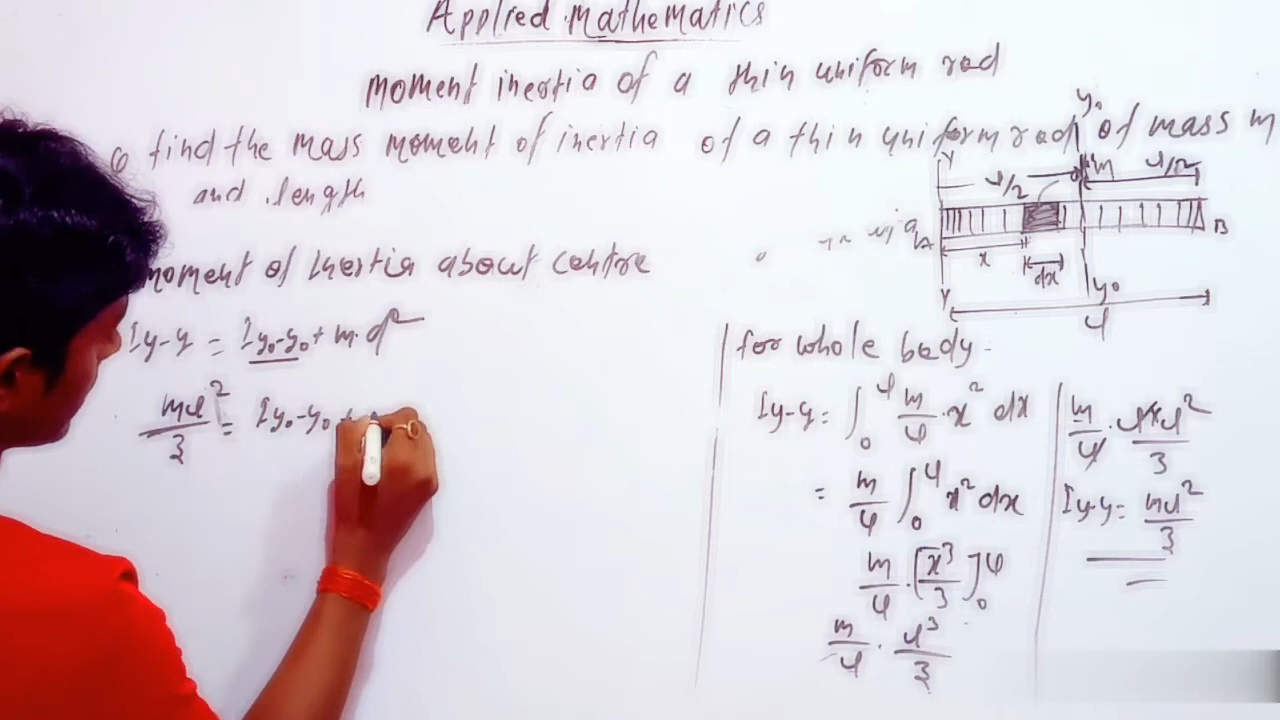 Applied Mathematics
moment inertia of a thin uniform rod
find the mass moment of inertia of a thin uniform rod of mass m
and length
moment of Inertia about centre
Iy-y = Iy₀-y₀ + m·d²
ml²/3 = Iy₀-y₀ +
y₀
Y
l/2
m
l/2
A
B
x
dx
Y
y₀
l
for whole body
Iy-y = ∫₀ˡ m/l · x² dx
= m/l ∫₀ˡ x² dx
m/l · [x³/3]₀ˡ
m/l · l³/3
m/l · l×l²/3
Iy-y = ml²/3